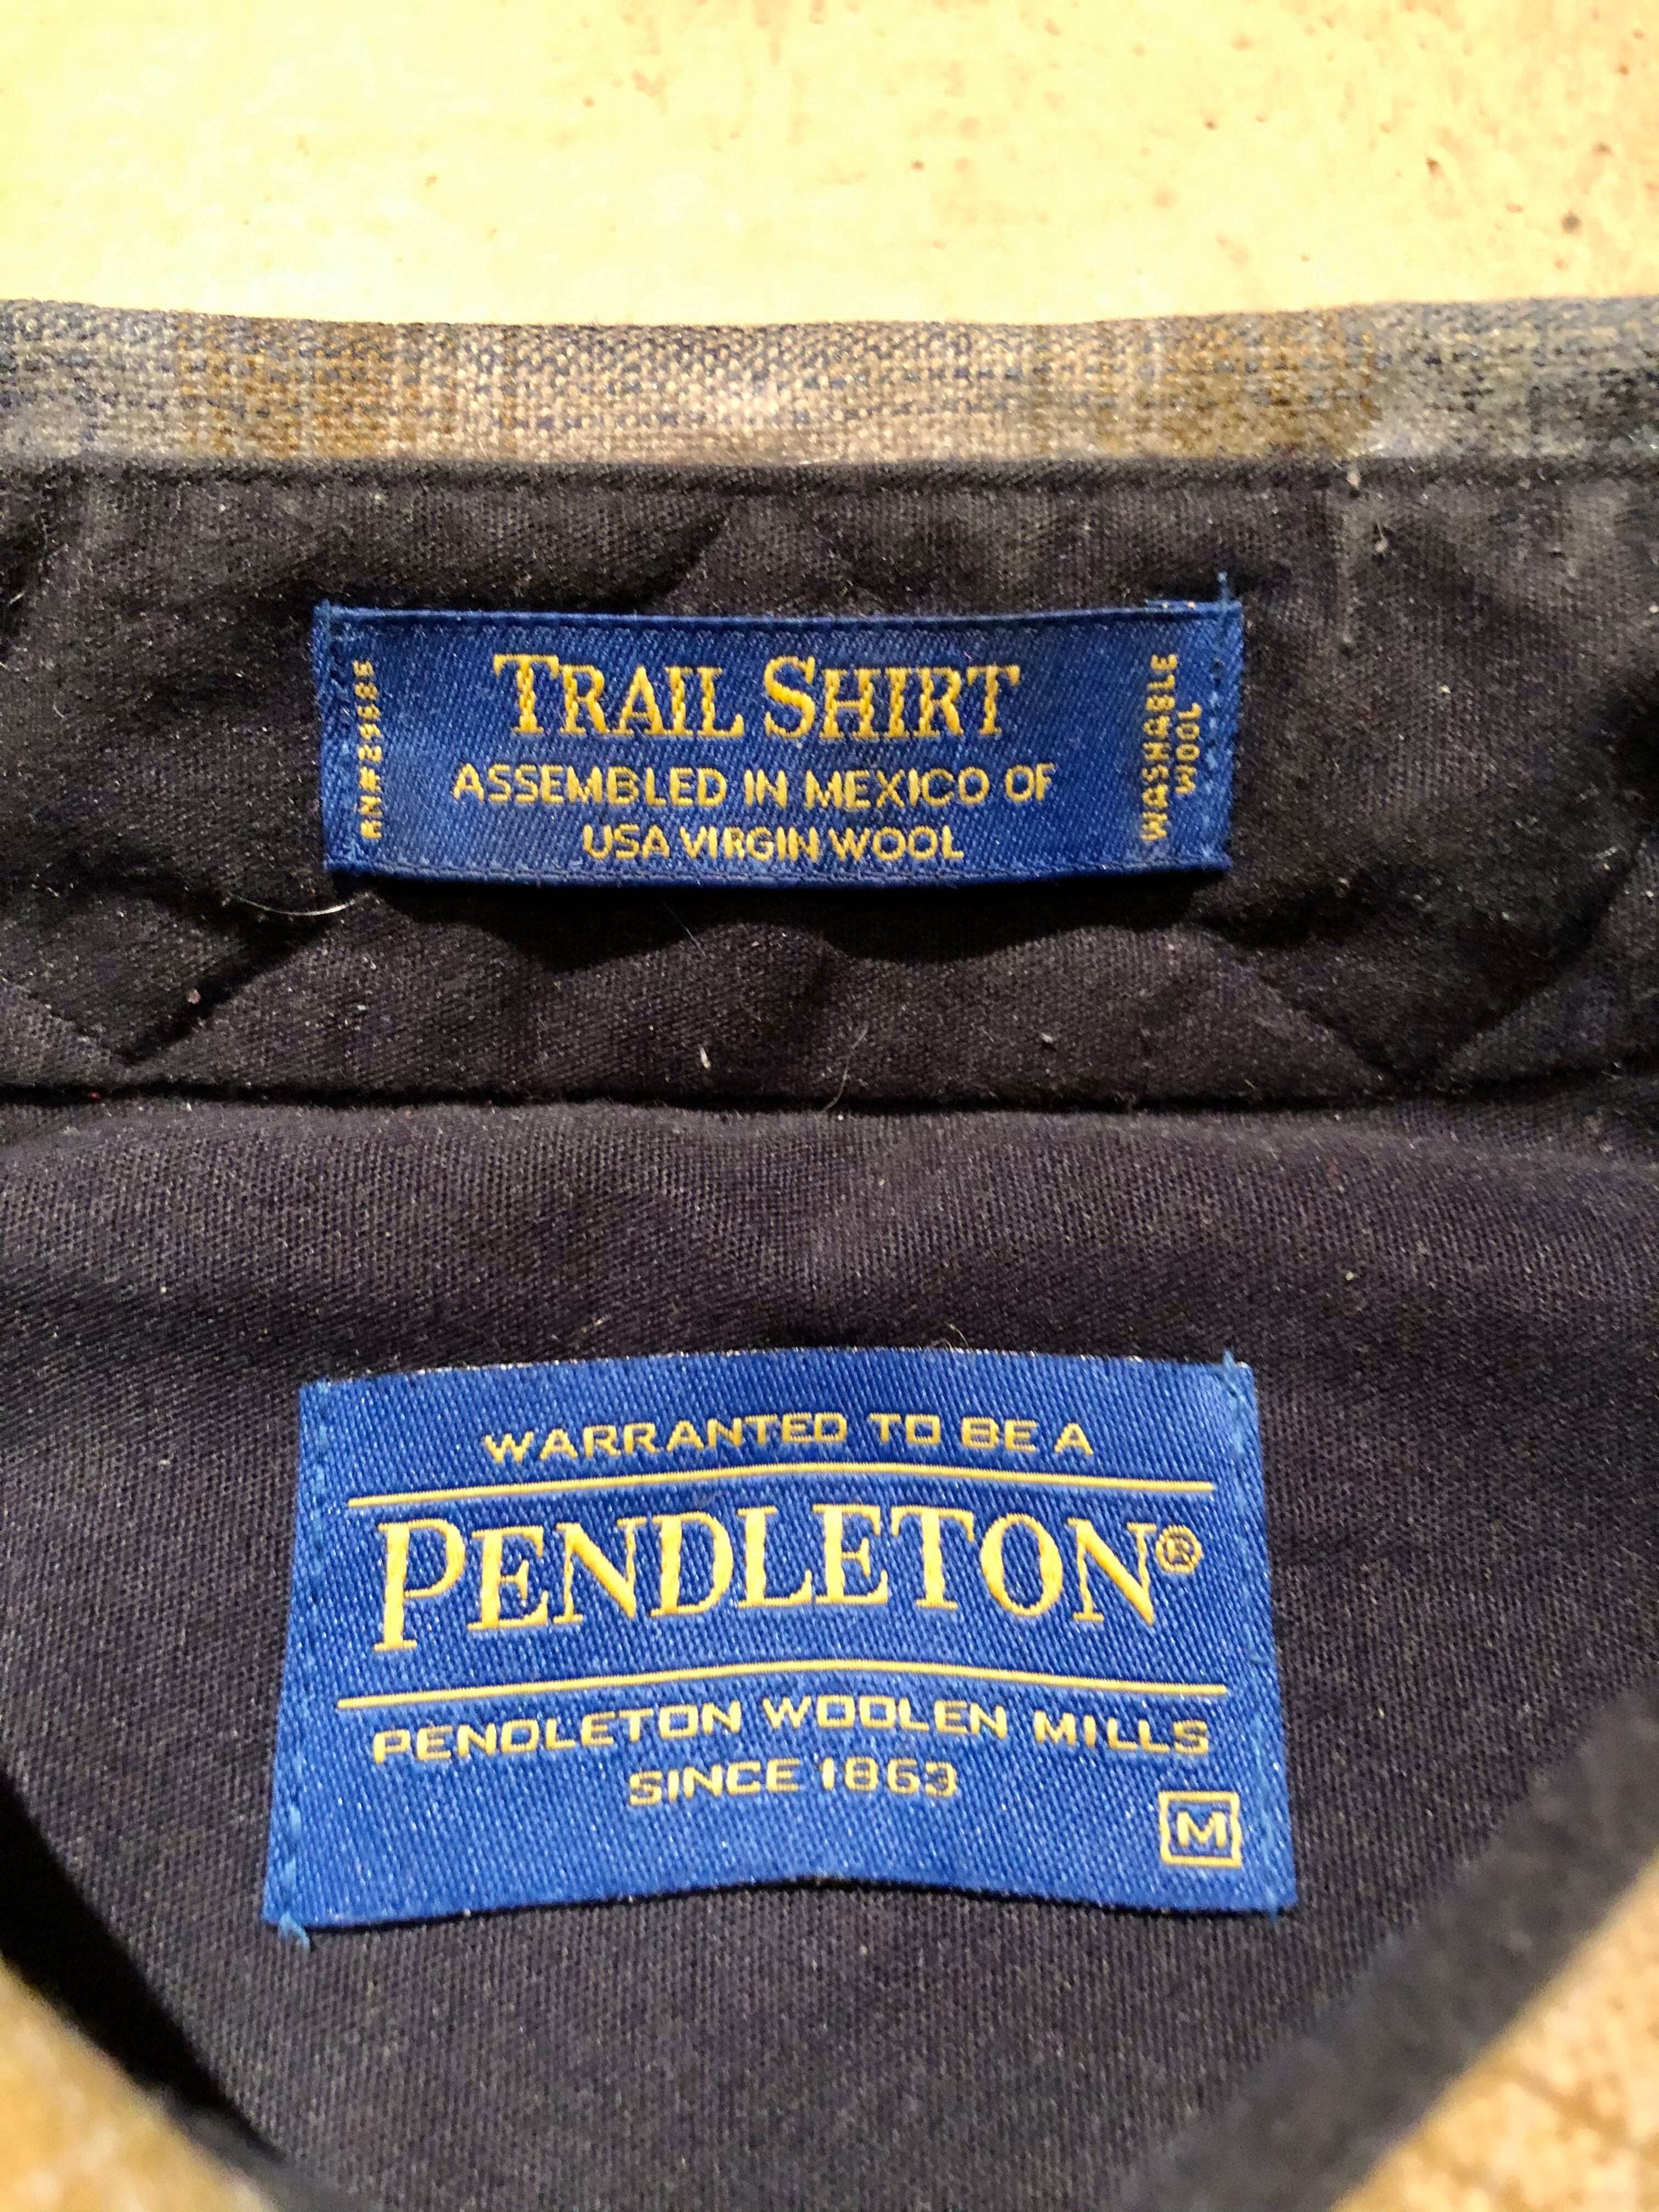 TRAIL SHIRT
ASSEMBLED IN MEXICO OF
USA VIRGIN WOOL
RN#29685
WASHABLE
WOOL
WARRANTED TO BE A
PENDLETON®
PENDLETON WOOLEN MILLS
SINCE 1863
M